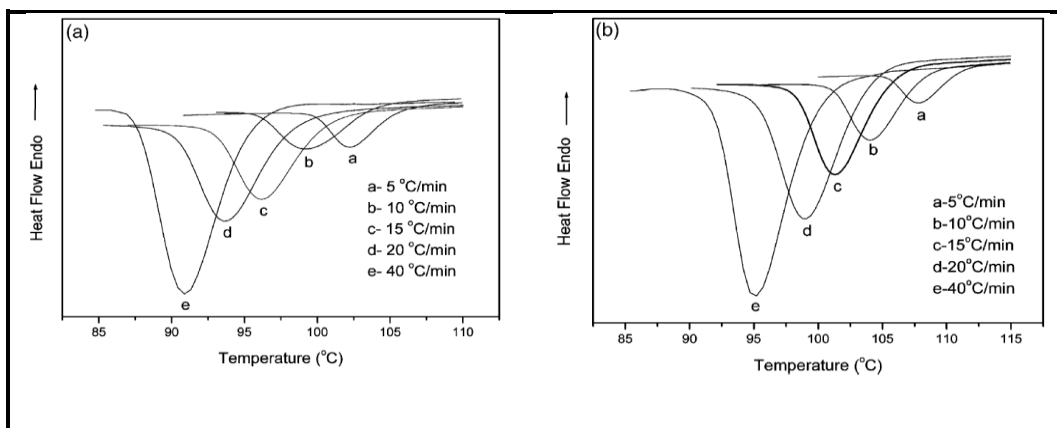 (a)
Heat Flow Endo
a
b
c
d
e
a- 5 °C/min
b- 10 °C/min
c- 15 °C/min
d- 20 °C/min
e- 40 °C/min
85 90 95 100 105 110
Temperature (°C)
(b)
Heat Flow Endo
a
b
c
d
e
a-5°C/min
b-10°C/min
c-15°C/min
d-20°C/min
e-40°C/min
85 90 95 100 105 110 115
Temperature (°C)